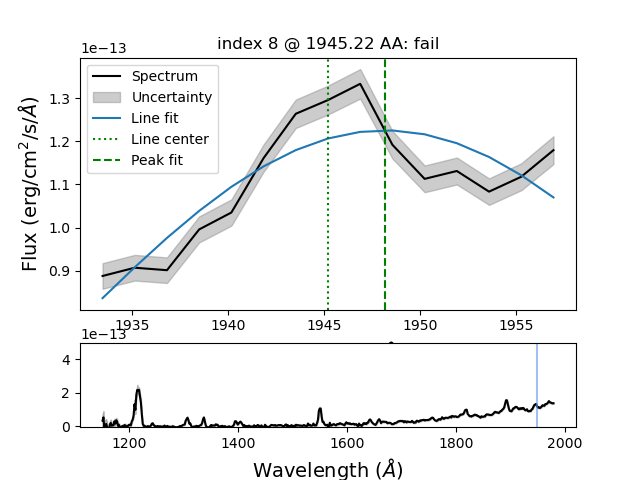 index 8 @ 1945.22 AA: fail
1e−13
Flux (erg/cm²/s/Å)
1.3
1.2
1.1
1.0
0.9
Spectrum
Uncertainty
Line fit
Line center
Peak fit
1935 1940 1945 1950 1955
1e−13
4
2
0
1200 1400 1600 1800 2000
Wavelength (Å)